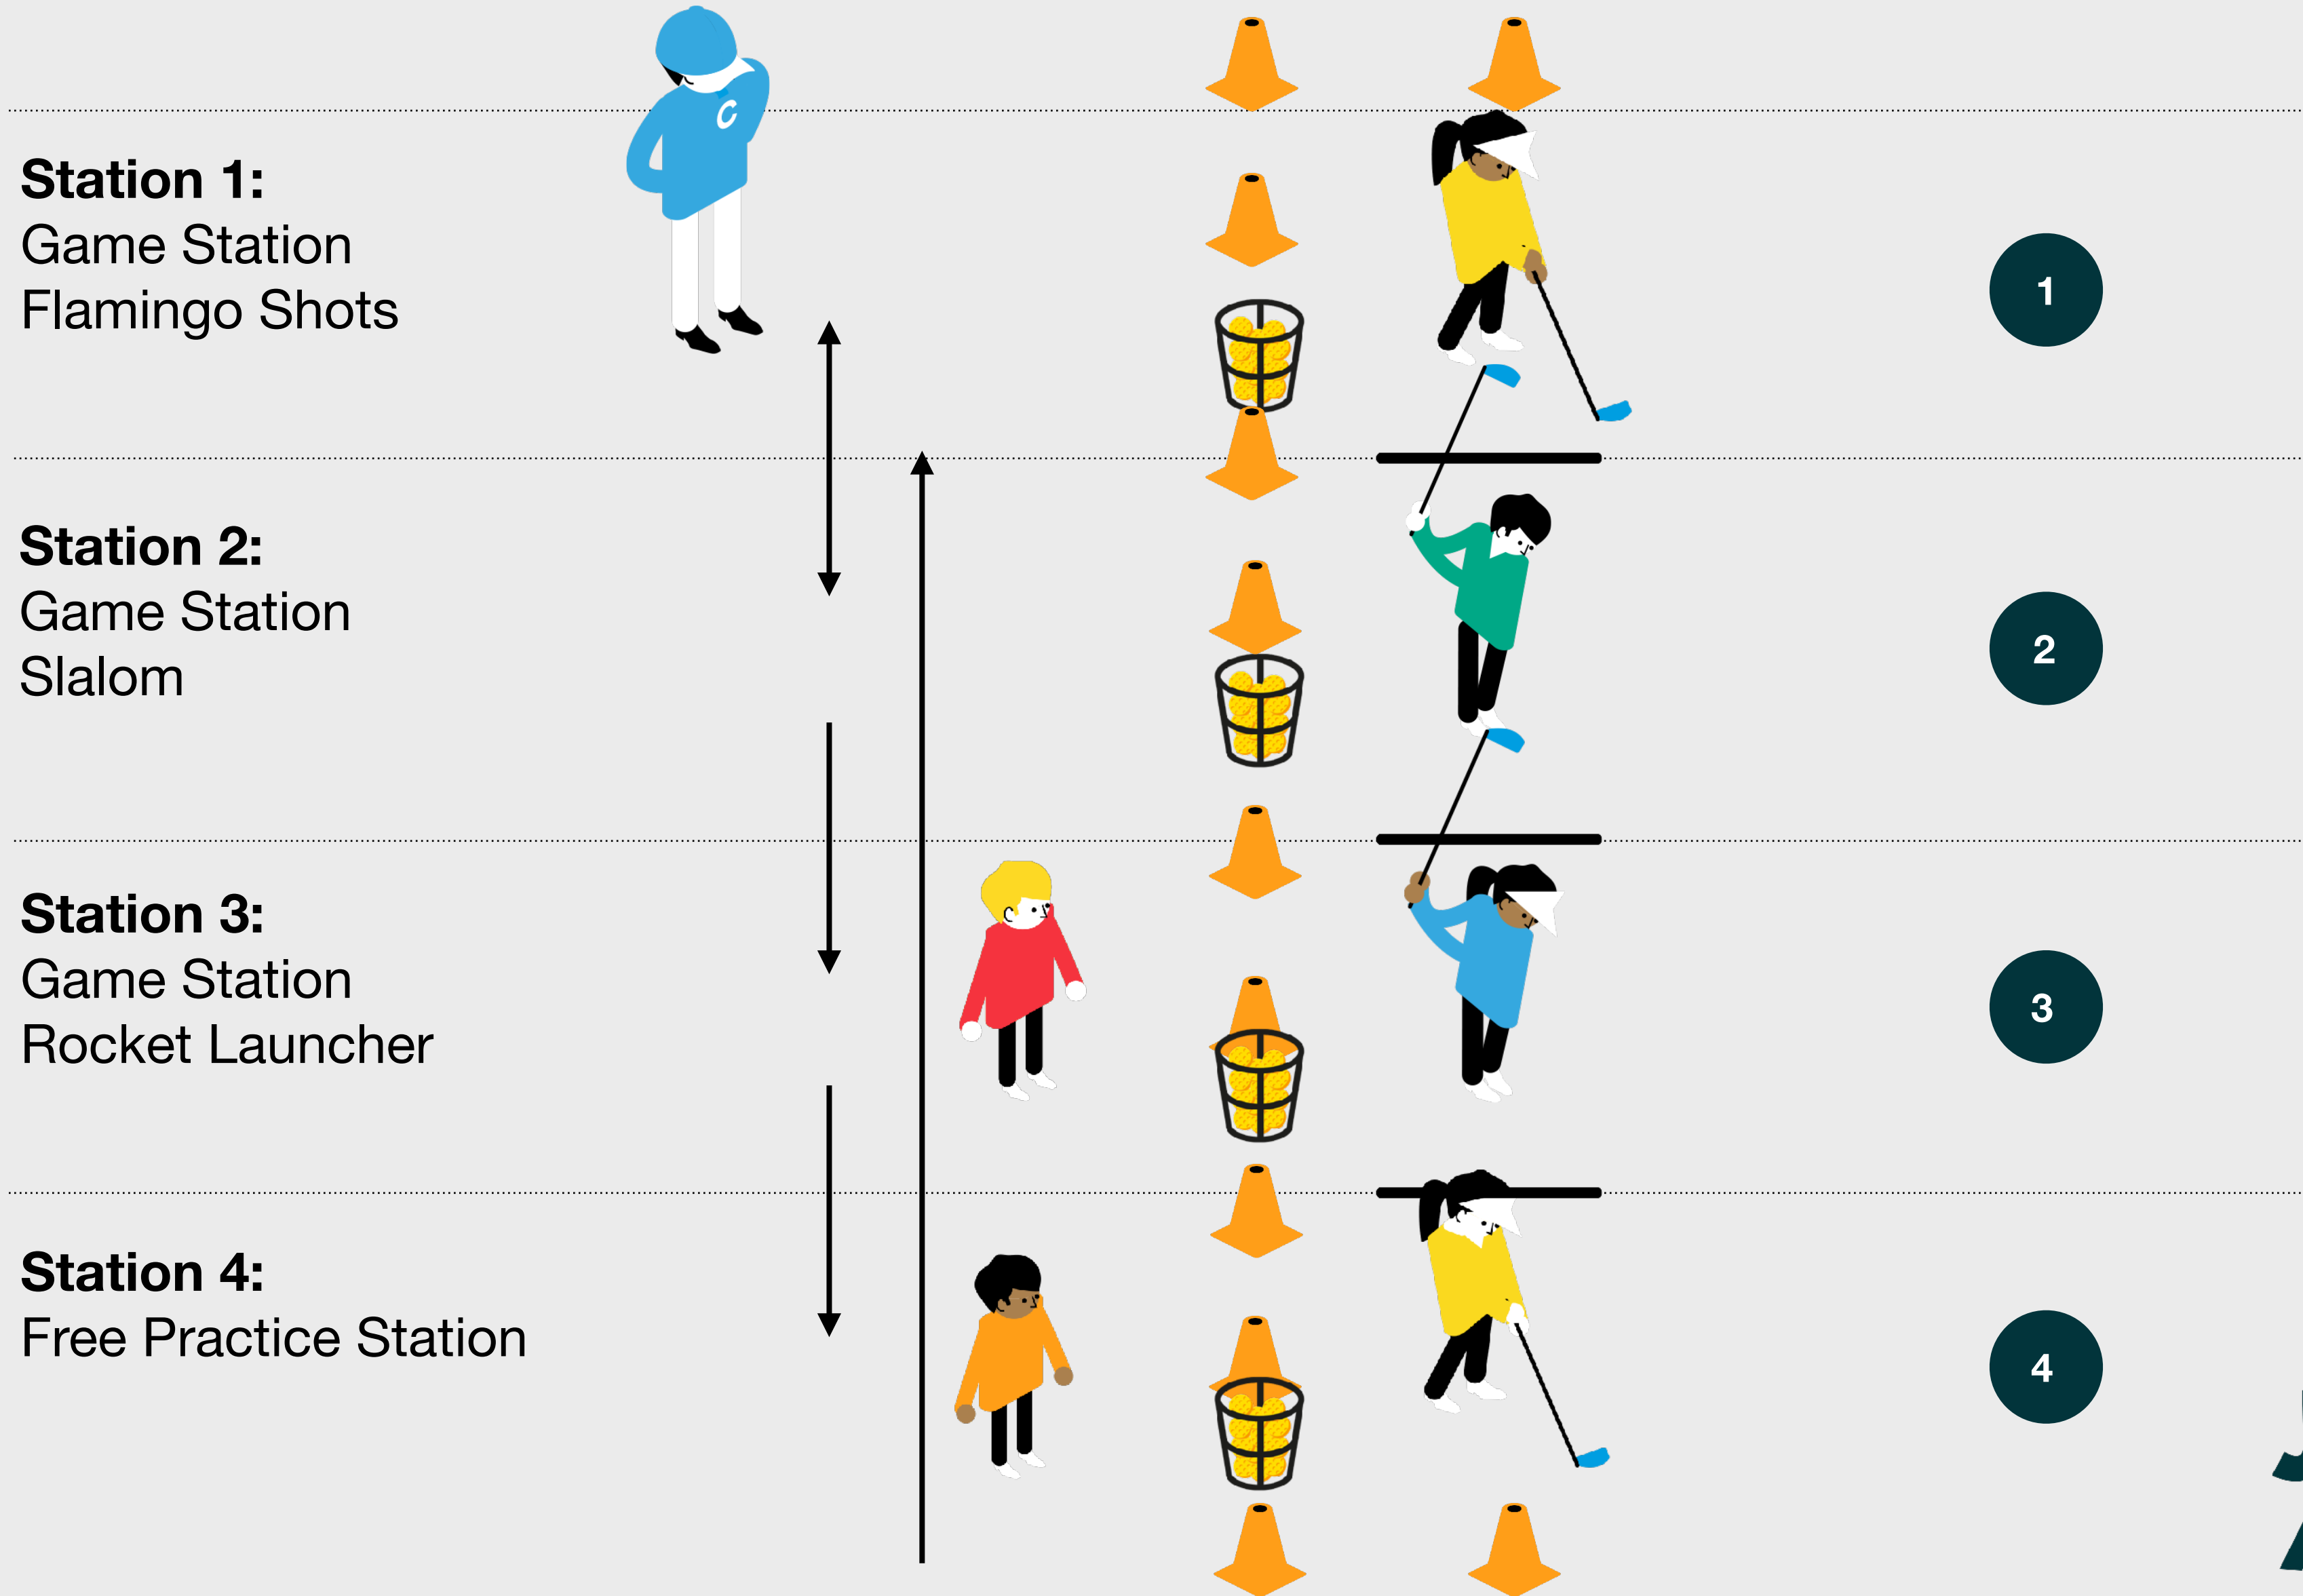 C
Station 1:
Game Station
Flamingo Shots
1
Station 2:
Game Station
Slalom
2
Station 3:
Game Station
Rocket Launcher
3
Station 4:
Free Practice Station
4